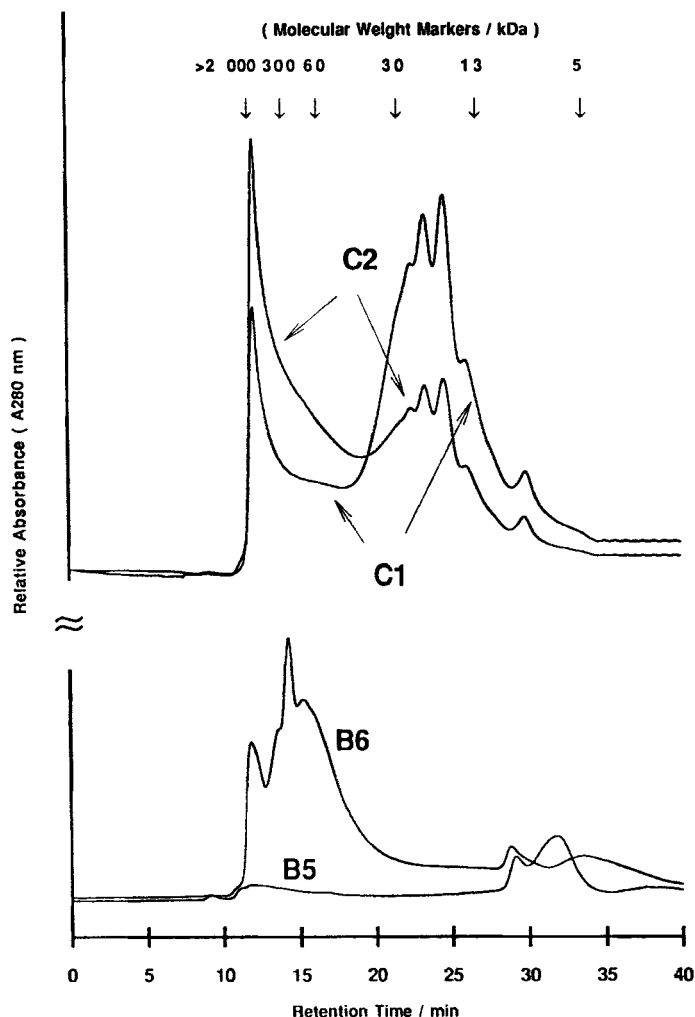 ( Molecular Weight Markers / kDa )
>2 000 300 60 30 13 5
C2
C1
Relative Absorbance ( A280 nm )
B6
B5
0 5 10 15 20 25 30 35 40
Retention Time / min